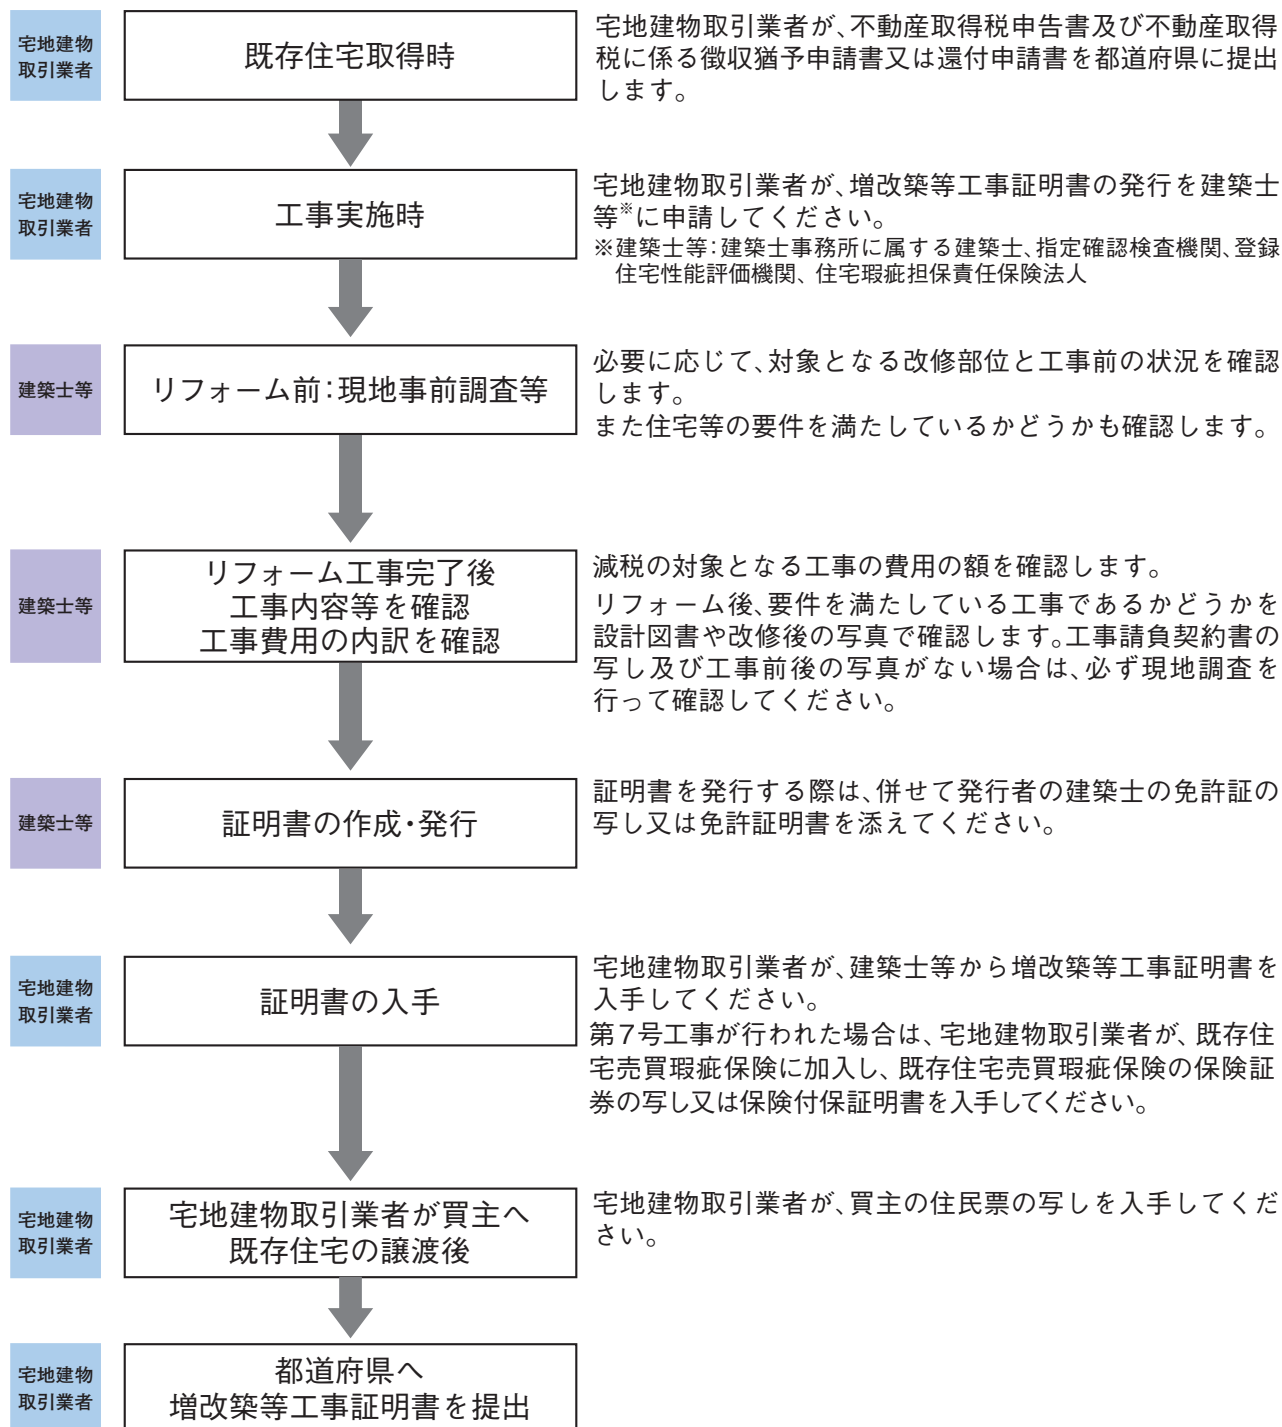 宅地建物
取引業者
既存住宅取得時
宅地建物取引業者が、不動産取得税申告書及び不動産取得
税に係る徴収猶予申請書又は還付申請書を都道府県に提出
します。
宅地建物
取引業者
工事実施時
宅地建物取引業者が、増改築等工事証明書の発行を建築士
等※に申請してください。
※建築士等：建築士事務所に属する建築士、指定確認検査機関、登録
住宅性能評価機関、住宅瑕疵担保責任保険法人
建築士等
リフォーム前：現地事前調査等
必要に応じて、対象となる改修部位と工事前の状況を確認
します。
また住宅等の要件を満たしているかどうかも確認します。
建築士等
リフォーム工事完了後
工事内容等を確認
工事費用の内訳を確認
減税の対象となる工事の費用の額を確認します。
リフォーム後、要件を満たしている工事であるかどうかを
設計図書や改修後の写真で確認します。工事請負契約書の
写し及び工事前後の写真がない場合は、必ず現地調査を
行って確認してください。
建築士等
証明書の作成・発行
証明書を発行する際は、併せて発行者の建築士の免許証の
写し又は免許証明書を添えてください。
宅地建物
取引業者
証明書の入手
宅地建物取引業者が、建築士等から増改築等工事証明書を
入手してください。
第7号工事が行われた場合は、宅地建物取引業者が、既存住
宅売買瑕疵保険に加入し、既存住宅売買瑕疵保険の保険証
券の写し又は保険付保証明書を入手してください。
宅地建物
取引業者
宅地建物取引業者が買主へ
既存住宅の譲渡後
宅地建物取引業者が、買主の住民票の写しを入手してくだ
さい。
宅地建物
取引業者
都道府県へ
増改築等工事証明書を提出